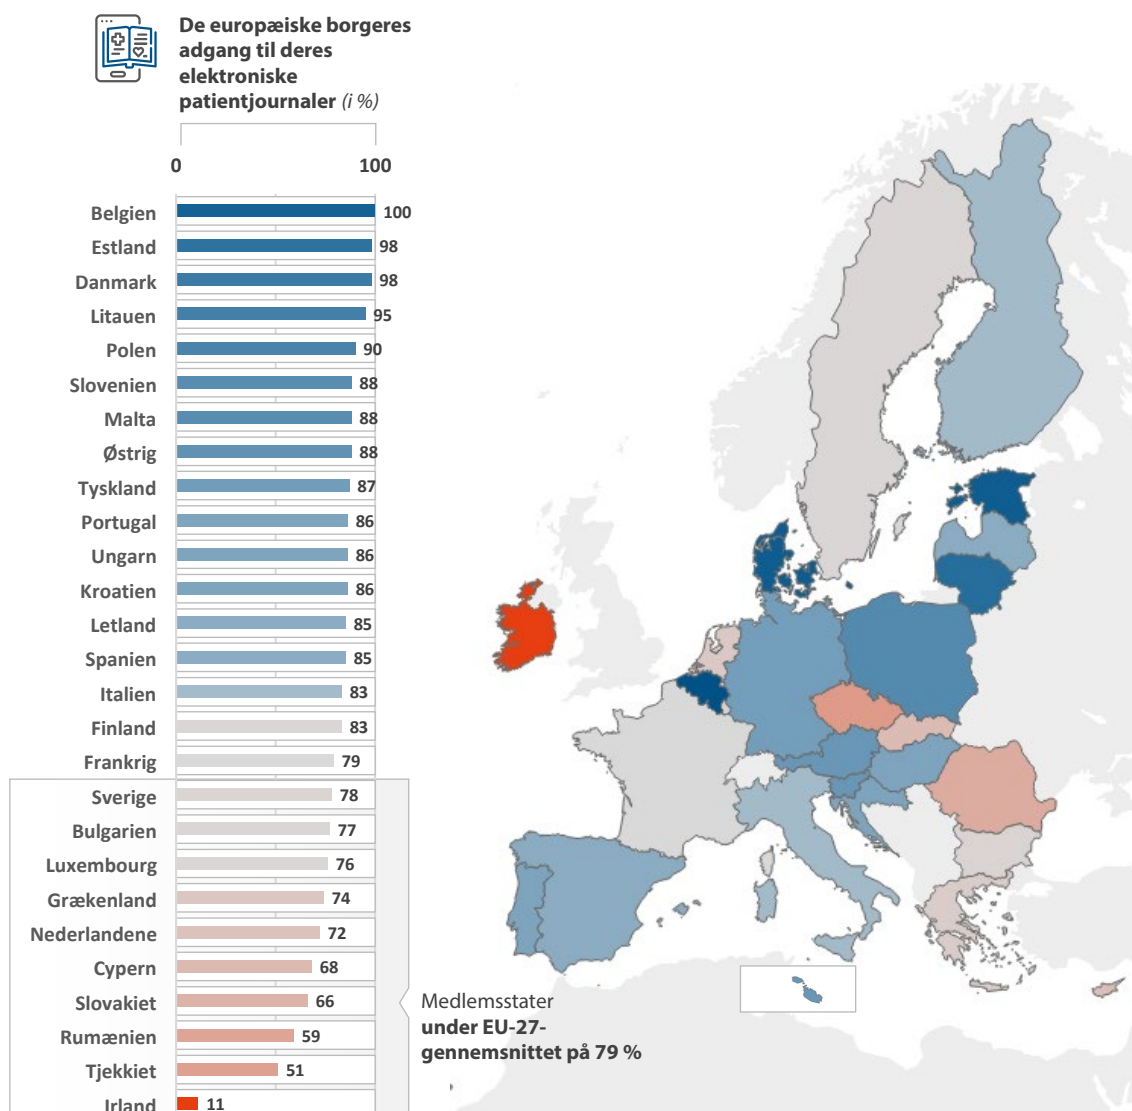 De europæiske borgeres
adgang til deres
elektroniske
patientjournaler (i %)
0 100
Belgien 100
Estland 98
Danmark 98
Litauen 95
Polen 90
Slovenien 88
Malta 88
Østrig 88
Tyskland 87
Portugal 86
Ungarn 86
Kroatien 86
Letland 85
Spanien 85
Italien 83
Finland 83
Frankrig 79
Sverige 78
Bulgarien 77
Luxembourg 76
Grækenland 74
Nederlandene 72
Cypern 68
Slovakiet 66
Rumænien 59
Tjekkiet 51
Irland 11
Medlemsstater
under EU-27-
gennemsnittet på 79 %